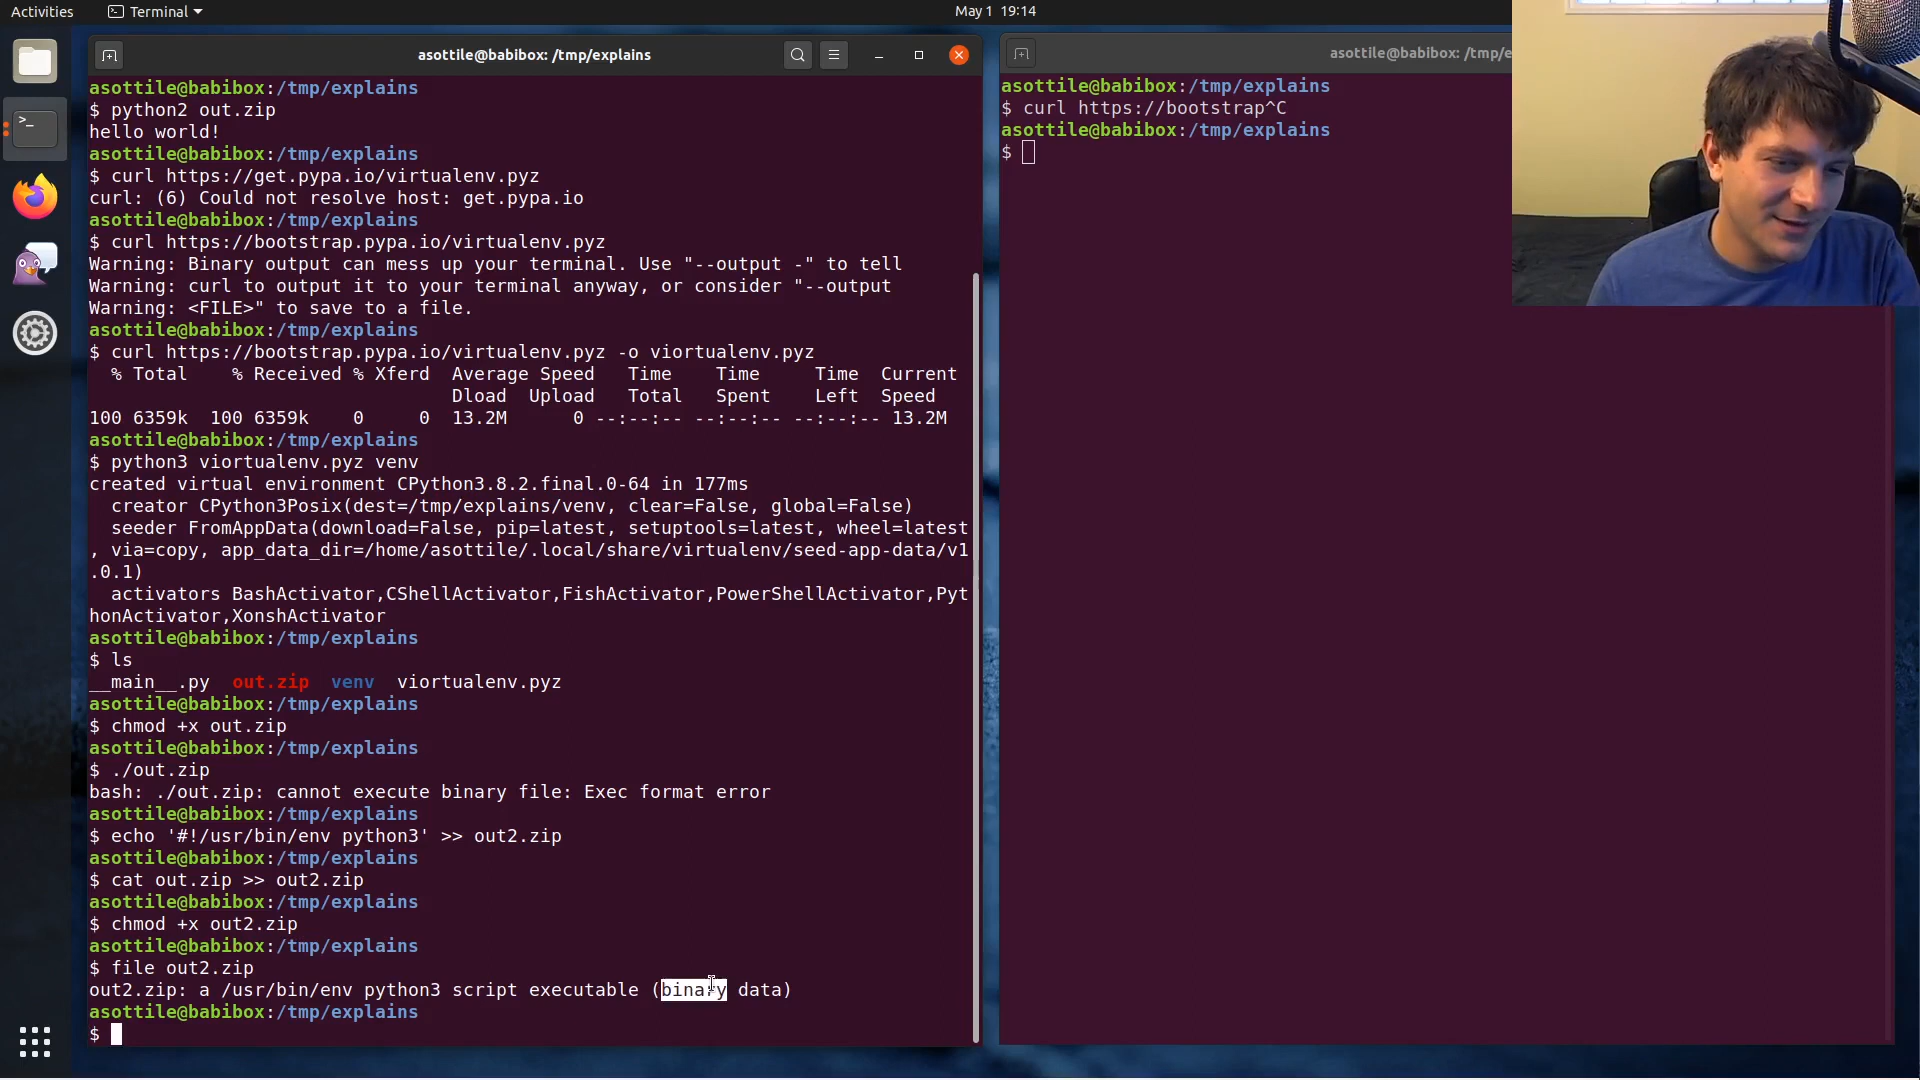 Activities
Terminal
May 1 19:14
asottile@babibox: /tmp/explains
asottile@babibox:/tmp/explains
$ python2 out.zip
hello world!
asottile@babibox:/tmp/explains
$ curl https://get.pypa.io/virtualenv.pyz
curl: (6) Could not resolve host: get.pypa.io
asottile@babibox:/tmp/explains
$ curl https://bootstrap.pypa.io/virtualenv.pyz
Warning: Binary output can mess up your terminal. Use "--output -" to tell
Warning: curl to output it to your terminal anyway, or consider "--output
Warning: <FILE>" to save to a file.
asottile@babibox:/tmp/explains
$ curl https://bootstrap.pypa.io/virtualenv.pyz -o viortualenv.pyz
% Total % Received % Xferd Average Speed Time Time Time Current
Dload Upload Total Spent Left Speed
100 6359k 100 6359k 0 0 13.2M 0 --:--:-- --:--:-- --:--:-- 13.2M
asottile@babibox:/tmp/explains
$ python3 viortualenv.pyz venv
created virtual environment CPython3.8.2.final.0-64 in 177ms
creator CPython3Posix(dest=/tmp/explains/venv, clear=False, global=False)
seeder FromAppData(download=False, pip=latest, setuptools=latest, wheel=latest
, via=copy, app_data_dir=/home/asottile/.local/share/virtualenv/seed-app-data/v1
.0.1)
activators BashActivator,CShellActivator,FishActivator,PowerShellActivator,Pyt
honActivator,XonshActivator
asottile@babibox:/tmp/explains
$ ls
__main__.py out.zip venv viortualenv.pyz
asottile@babibox:/tmp/explains
$ chmod +x out.zip
asottile@babibox:/tmp/explains
$ ./out.zip
bash: ./out.zip: cannot execute binary file: Exec format error
asottile@babibox:/tmp/explains
$ echo '#!/usr/bin/env python3' >> out2.zip
asottile@babibox:/tmp/explains
$ cat out.zip >> out2.zip
asottile@babibox:/tmp/explains
$ chmod +x out2.zip
asottile@babibox:/tmp/explains
$ file out2.zip
out2.zip: a /usr/bin/env python3 script executable (binary data)
asottile@babibox:/tmp/explains
$
asottile@babibox: /tmp/e
asottile@babibox:/tmp/explains
$ curl https://bootstrap^C
asottile@babibox:/tmp/explains
$